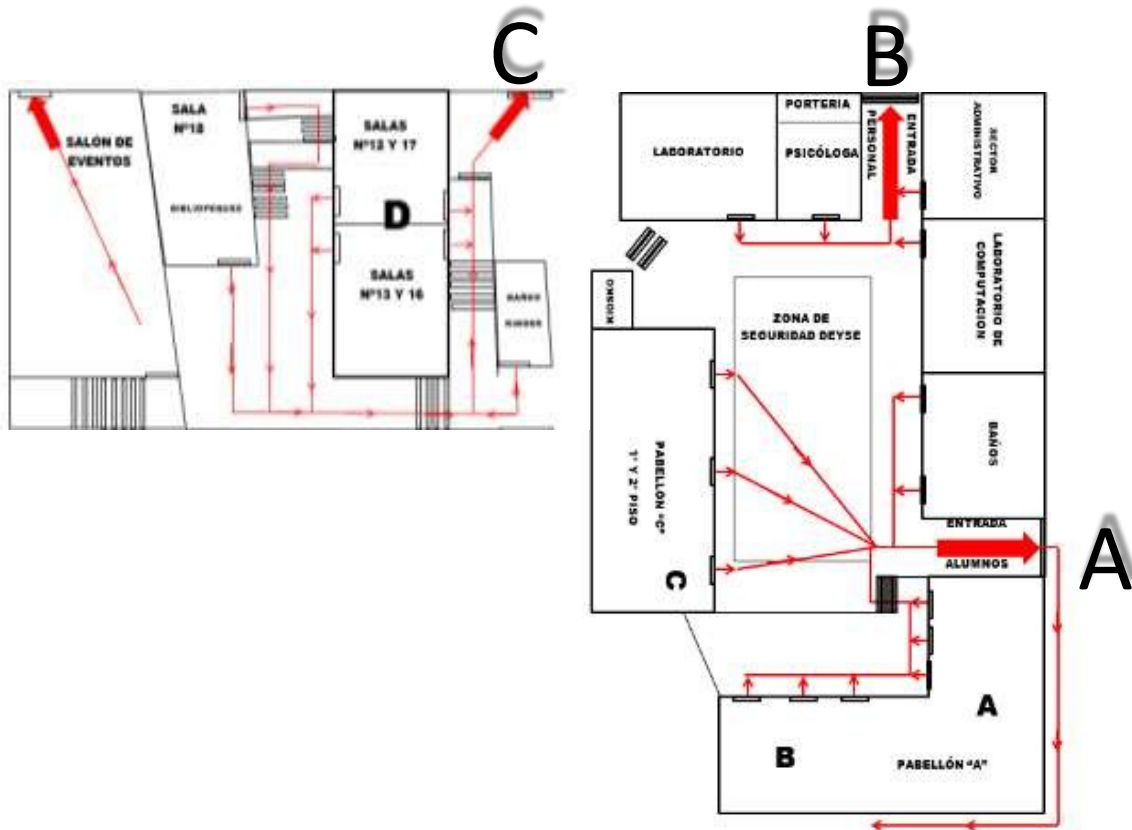 C
SALA
Nº18
SALÓN DE
EVENTOS
SALAS
Nº12 Y 17
D
SALAS
Nº13 Y 16
B
PORTERIA
LABORATORIO
PSICÓLOGA
PERSONAL
ENTRADA
SECTOR
ADMINISTRATIVO
LABORATORIO DE
COMPUTACION
KIOSKO
ZONA DE
SEGURIDAD DEYSE
BAÑOS
PABELLON "C"
1° Y 2° PISO
C
ENTRADA
ALUMNOS
A
A
B
PABELLÓN "A"